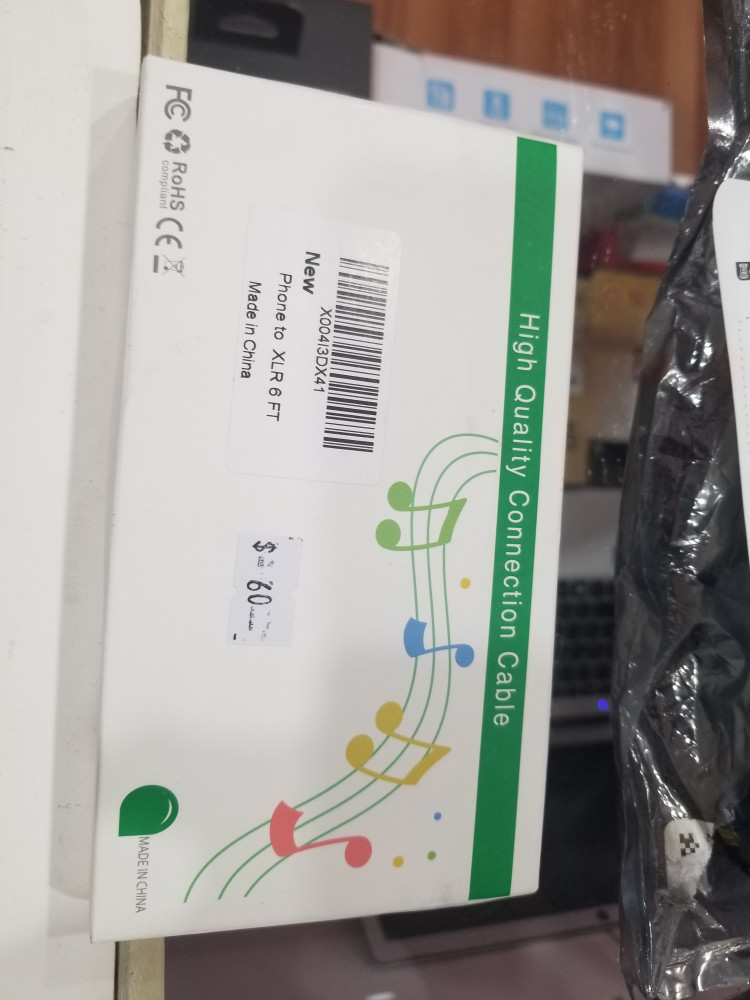 High Quality Connection Cable
X004I3DX41
New
Phone to XLR 6 FT
Made in China
$ 60
FC
RoHS
compliant
CE
MADE IN CHINA